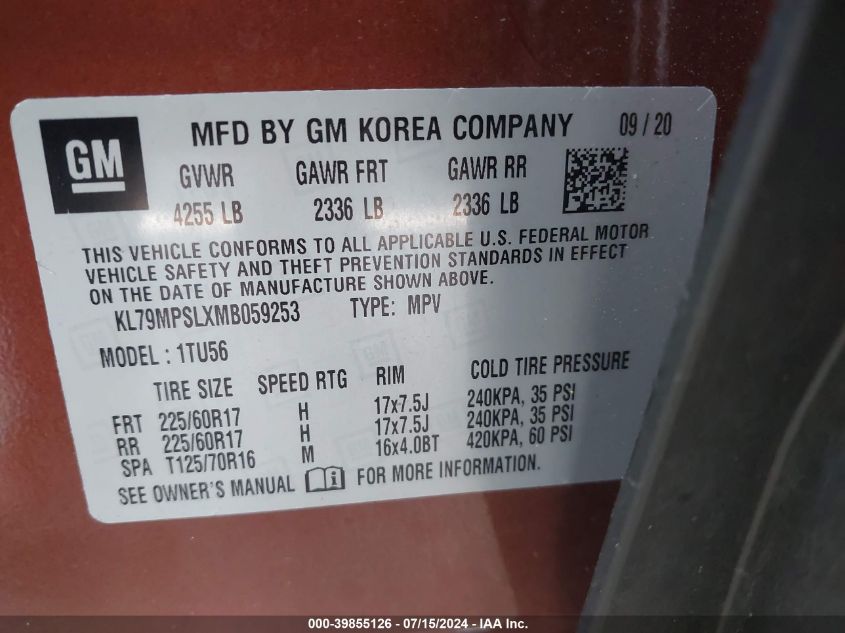 GM
MFD BY GM KOREA COMPANY 09 / 20
GVWR GAWR FRT GAWR RR
4255 LB 2336 LB 2336 LB
THIS VEHICLE CONFORMS TO ALL APPLICABLE U.S. FEDERAL MOTOR
VEHICLE SAFETY AND THEFT PREVENTION STANDARDS IN EFFECT
ON THE DATE OF MANUFACTURE SHOWN ABOVE.
KL79MPSLXMB059253 TYPE: MPV
MODEL : 1TU56
TIRE SIZE SPEED RTG RIM COLD TIRE PRESSURE
FRT 225/60R17 H 17x7.5J 240KPA, 35 PSI
RR 225/60R17 H 17x7.5J 240KPA, 35 PSI
SPA T125/70R16 M 16x4.0BT 420KPA, 60 PSI
SEE OWNER'S MANUAL FOR MORE INFORMATION.
000-39855126 - 07/15/2024 - IAA Inc.